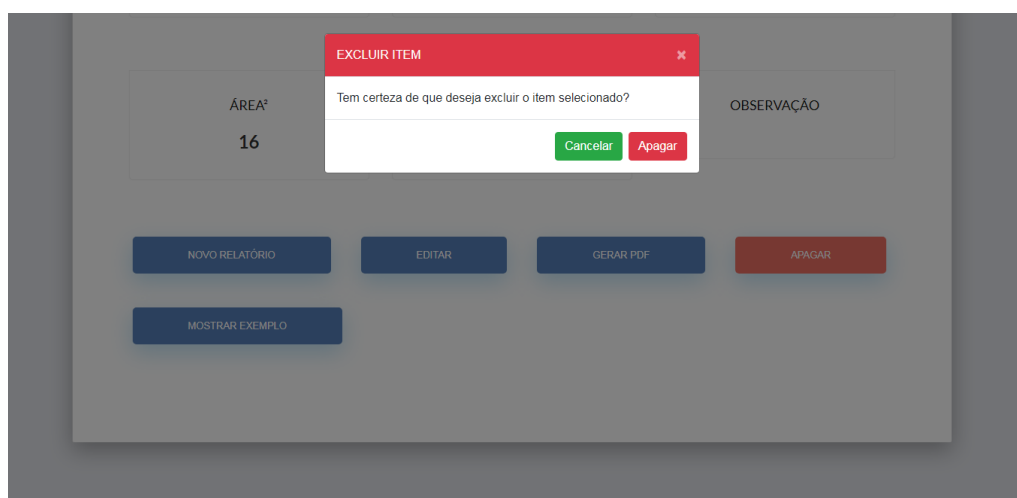 EXCLUIR ITEM ×
Tem certeza de que deseja excluir o item selecionado?
Cancelar Apagar
ÁREA²
16
OBSERVAÇÃO
NOVO RELATÓRIO EDITAR GERAR PDF APAGAR
MOSTRAR EXEMPLO